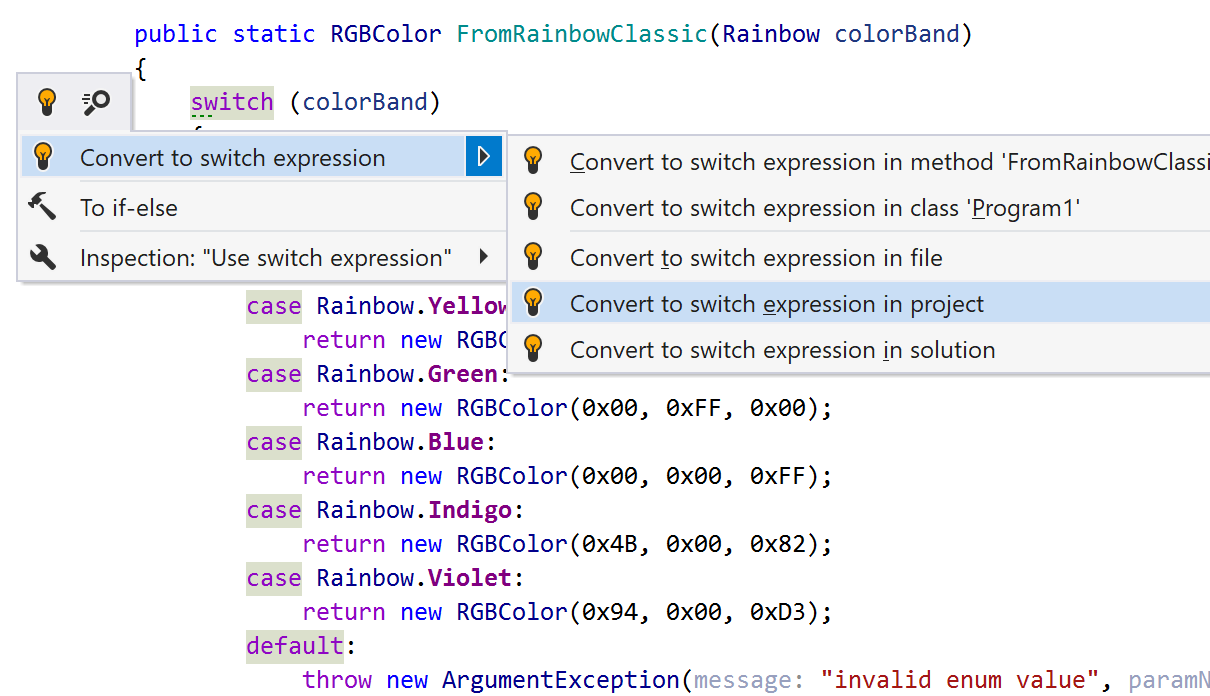 public static RGBColor FromRainbowClassic(Rainbow colorBand)
{
switch (colorBand)
Convert to switch expression
To if-else
Inspection: "Use switch expression"
Convert to switch expression in method 'FromRainbowClassi
Convert to switch expression in class 'Program1'
Convert to switch expression in file
Convert to switch expression in project
Convert to switch expression in solution
case Rainbow.Yellow
return new RGBC
case Rainbow.Green:
return new RGBColor(0x00, 0xFF, 0x00);
case Rainbow.Blue:
return new RGBColor(0x00, 0x00, 0xFF);
case Rainbow.Indigo:
return new RGBColor(0x4B, 0x00, 0x82);
case Rainbow.Violet:
return new RGBColor(0x94, 0x00, 0xD3);
default:
throw new ArgumentException(message: "invalid enum value", paramN